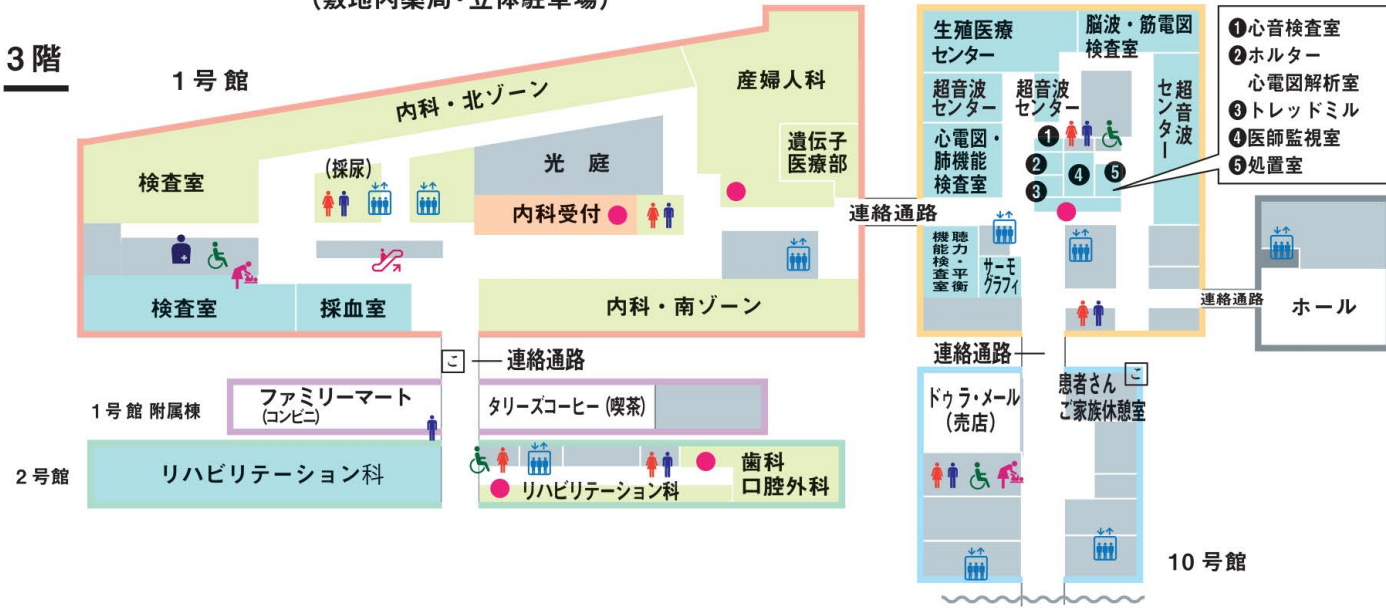 (敷地内薬局・立体駐車場)
3階
1号館
内科・北ゾーン
産婦人科
遺伝子
医療部
検査室
(採尿)
光庭
内科受付
検査室
採血室
内科・南ゾーン
連絡通路
生殖医療
センター
脳波・筋電図
検査室
超音波
センター
超音波
センター
超音波
センター
心電図・
肺機能
検査室
❶
❷
❸
❹
❺
聴力・平衡
機能検査室
サーモ
グラフィ
❶心音検査室
❷ホルター
心電図解析室
❸トレッドミル
❹医師監視室
❺処置室
連絡通路
ホール
こ
連絡通路
連絡通路
1号館 附属棟
ファミリーマート
(コンビニ)
タリーズコーヒー (喫茶)
2号館
リハビリテーション科
リハビリテーション科
歯科
口腔外科
ドゥラ・メール
(売店)
患者さん
ご家族休憩室
こ
10号館